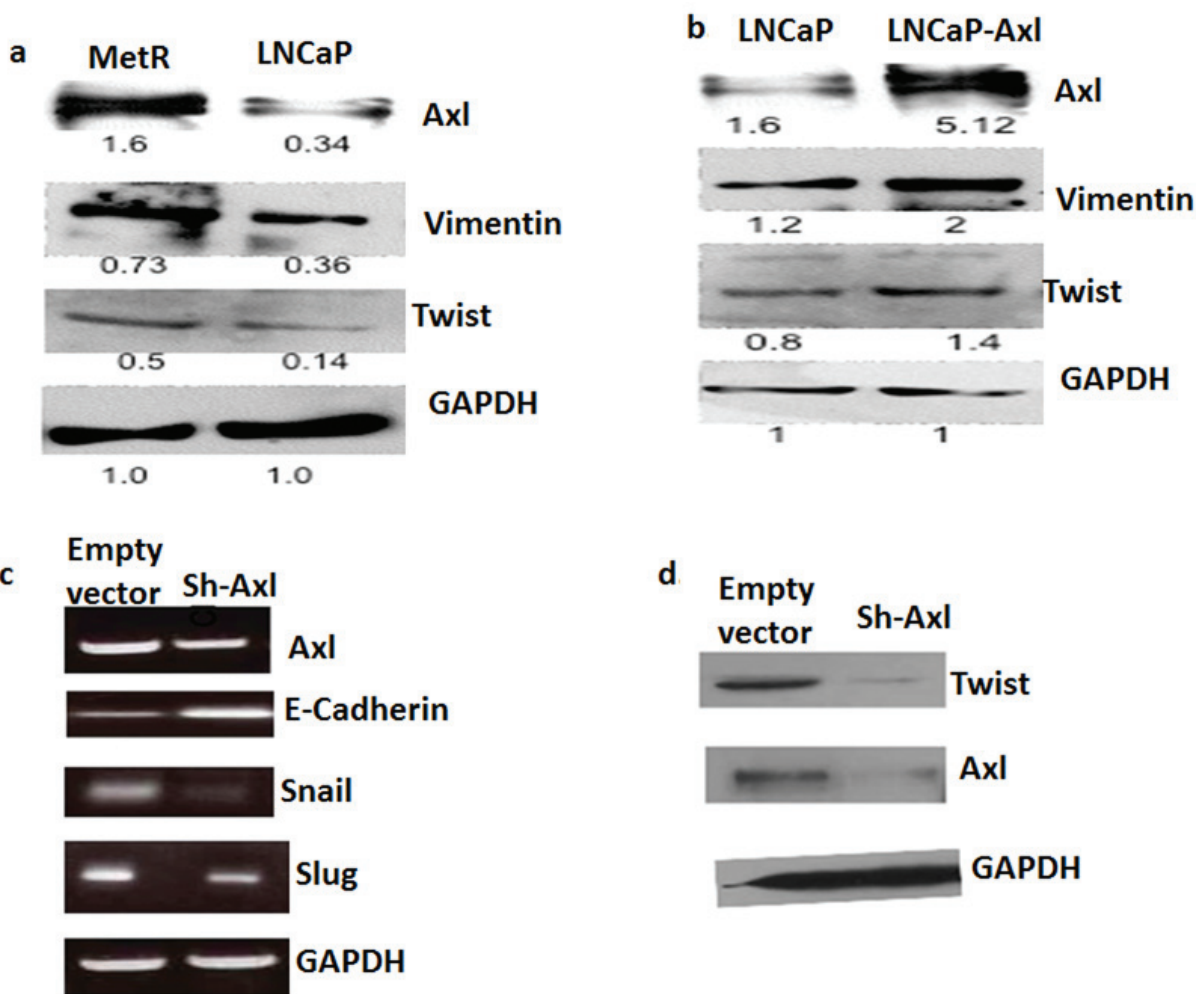 a
MetR LNCaP
Axl
1.6 0.34
Vimentin
0.73 0.36
Twist
0.5 0.14
GAPDH
1.0 1.0
b LNCaP LNCaP-Axl
Axl
1.6 5.12
Vimentin
1.2 2
Twist
0.8 1.4
GAPDH
1 1
c
Empty
vector Sh-Axl
Axl
E-Cadherin
Snail
Slug
GAPDH
d.
Empty
vector Sh-Axl
Twist
Axl
GAPDH